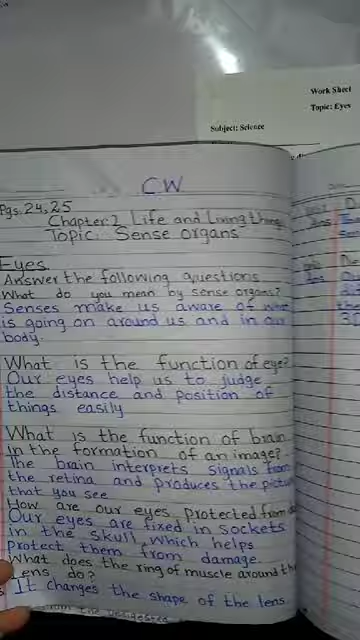 Work Sheet
Topic: Eyes
Subject: Science
CW
Pgs. 24, 25
Chapter: 2 Life and Living things
Topic: Sense organs
Eyes.
Answer the following questions
What do you mean by sense organs?
Senses make us aware of what
is going on around us and in our
body.
What is the function of eye?
Our eyes help us to judge
the distance and position of
things easily
What is the function of brain
in the formation of an image?
The brain interprets signals from
the retina and produces the picture
that you see
How are our eyes protected from
Our eyes are fixed in sockets
in the skull, which helps
protect them from damage.
What does the ring of muscle around the
Lens do?
It changes the shape of the lens